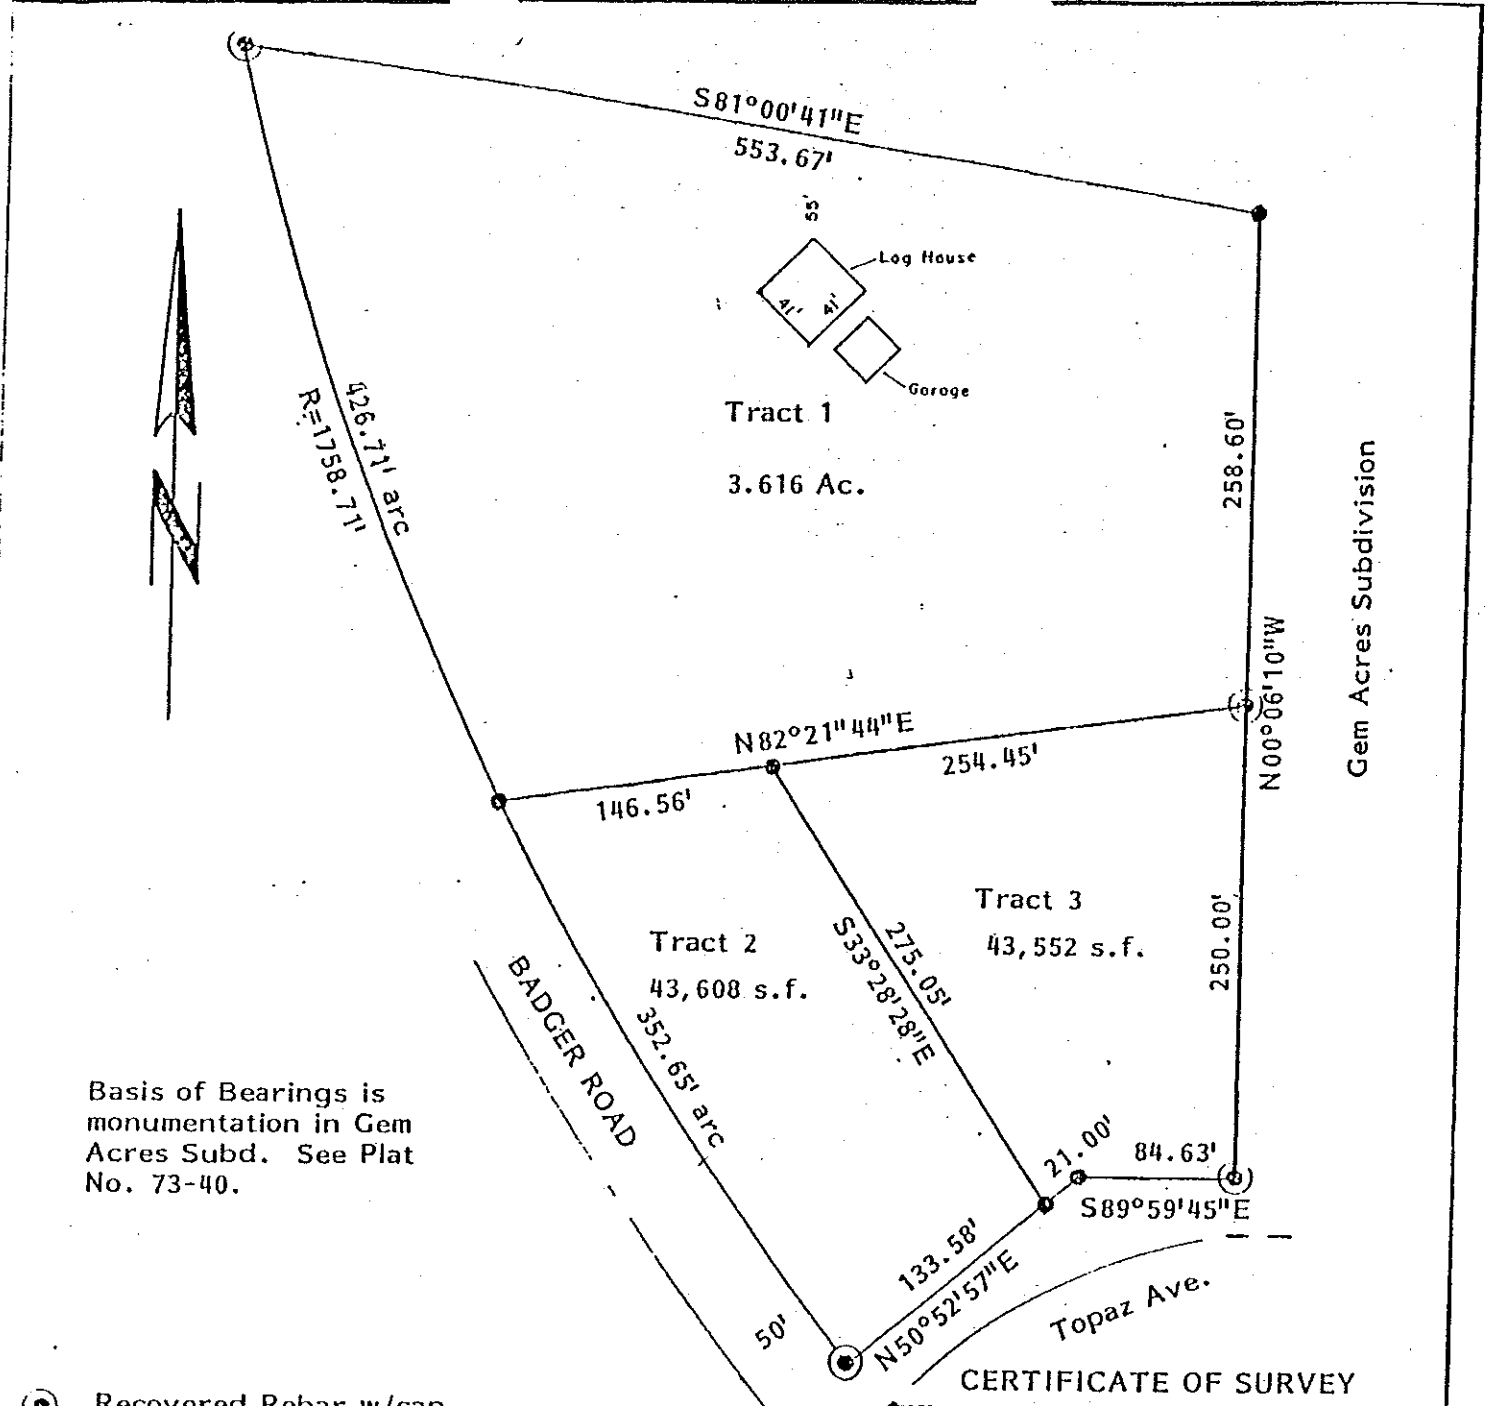 S81°00'41"E
553.67'
55'
Log House
41' 41'
Garage
Tract 1
3.616 Ac.
426.71' arc
R=1758.71'
258.60'
Gem Acres Subdivision
N00°06'10"W
N
N82°21"44"E
254.45'
146.56'
Tract 3
43,552 s.f.
Tract 2
43,608 s.f.
275.05'
S33°28'28"E
250.00'
BADGER ROAD
352.65' arc
Basis of Bearings is
monumentation in Gem
Acres Subd. See Plat
No. 73-40.
21.00'
84.63'
S89°59'45"E
133.58'
N50°52'57"E
Topaz Ave.
50'
CERTIFICATE OF SURVEY
Recovered Rebar w/cap